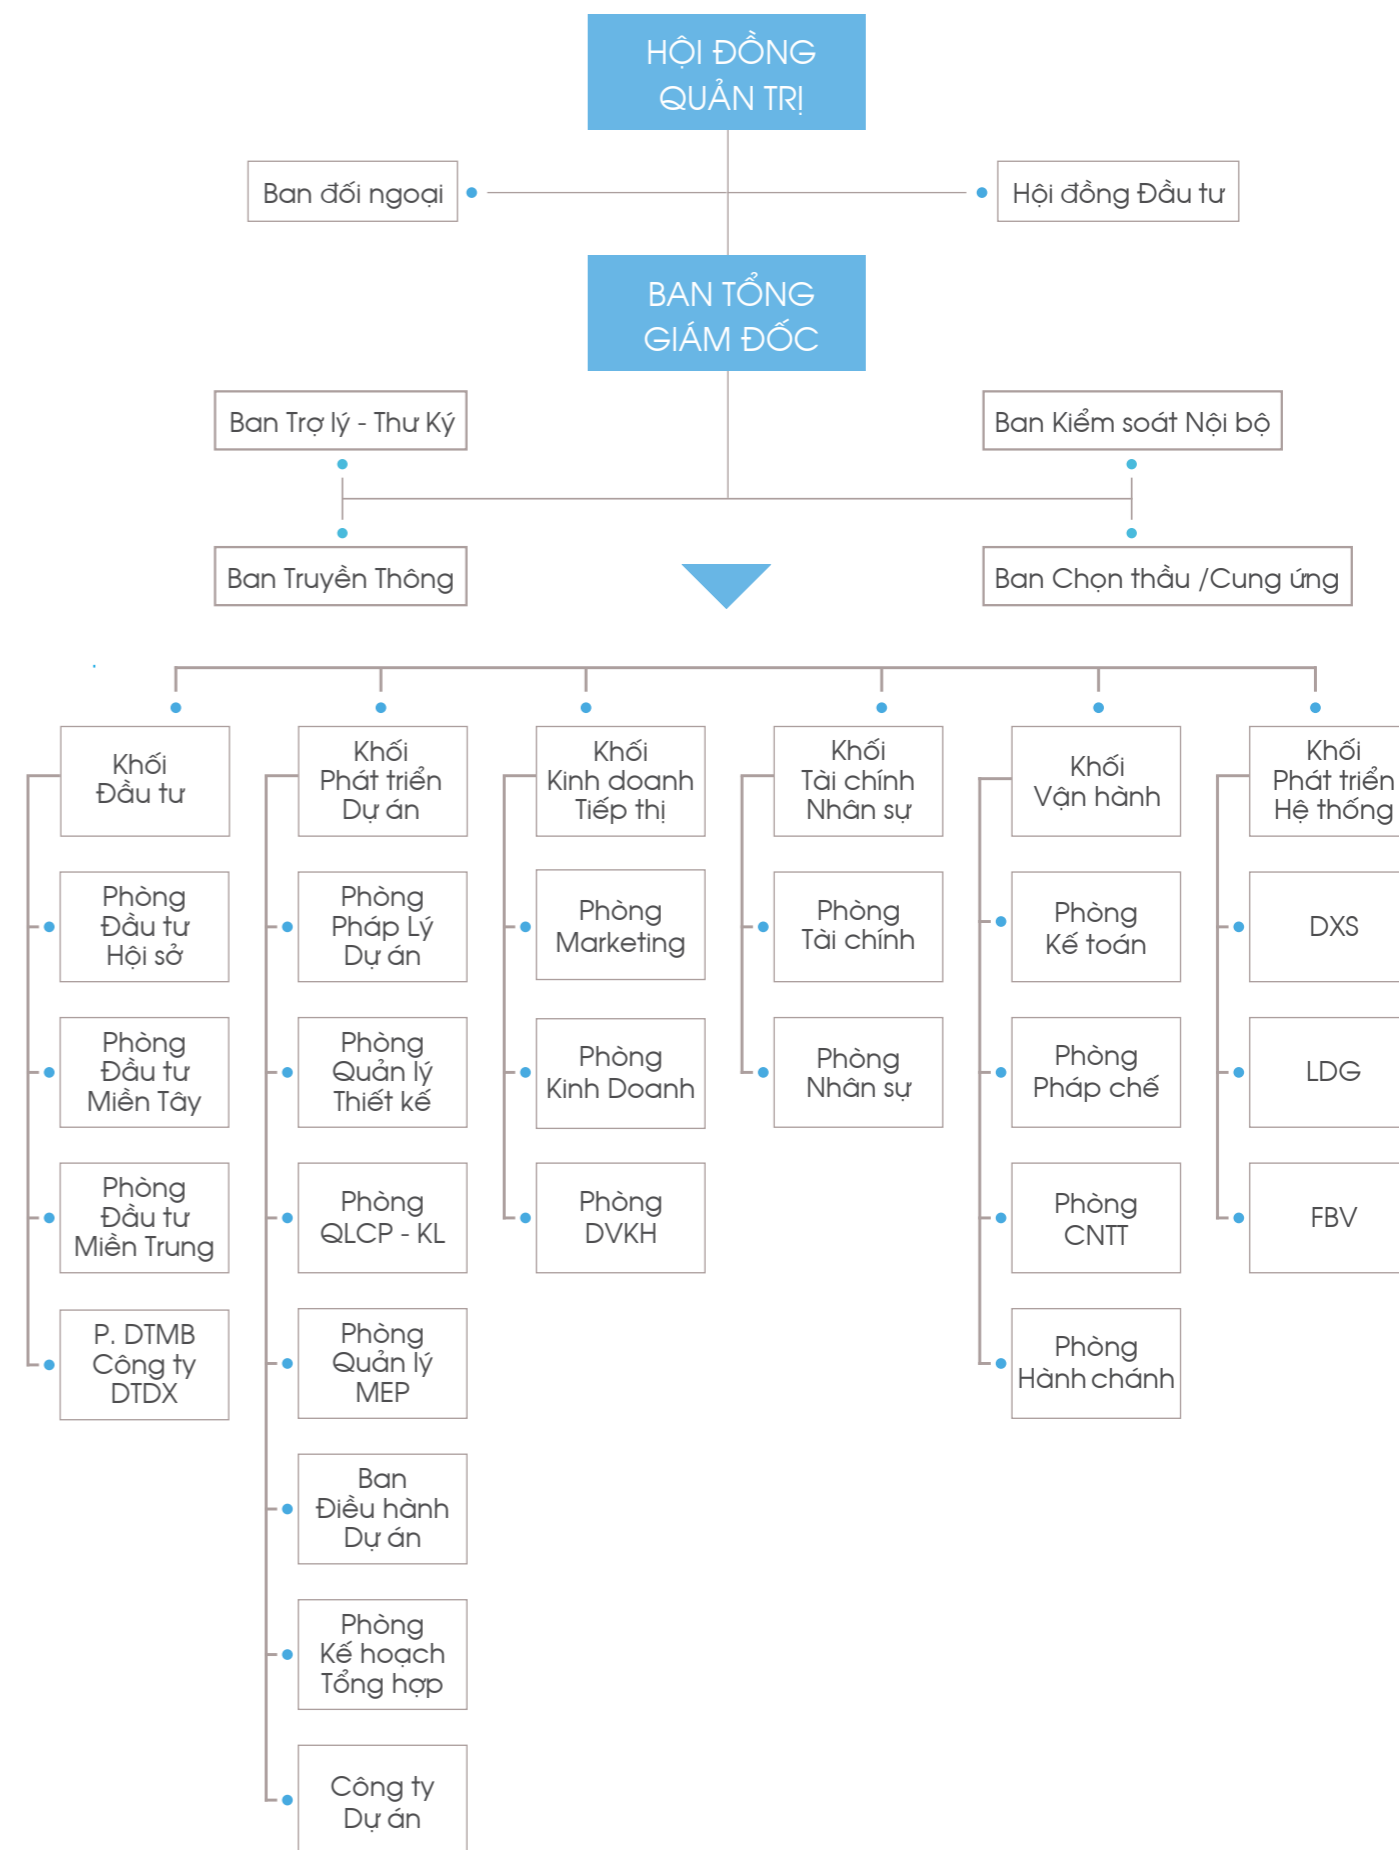 HỘI ĐỒNG
QUẢN TRỊ
Ban đối ngoại
Hội đồng Đầu tư
BAN TỔNG
GIÁM ĐỐC
Ban Trợ lý - Thư Ký
Ban Kiểm soát Nội bộ
Ban Truyền Thông
Ban Chọn thầu /Cung ứng
Khối
Đầu tư
Phòng
Đầu tư
Hội sở
Phòng
Đầu tư
Miền Tây
Phòng
Đầu tư
Miền Trung
P. DTMB
Công ty
DTDX
Khối
Phát triển
Dự án
Phòng
Pháp Lý
Dự án
Phòng
Quản lý
Thiết kế
Phòng
QLCP - KL
Phòng
Quản lý
MEP
Ban
Điều hành
Dự án
Phòng
Kế hoạch
Tổng hợp
Công ty
Dự án
Khối
Kinh doanh
Tiếp thị
Phòng
Marketing
Phòng
Kinh Doanh
Phòng
DVKH
Khối
Tài chính
Nhân sự
Phòng
Tài chính
Phòng
Nhân sự
Khối
Vận hành
Phòng
Kế toán
Phòng
Pháp chế
Phòng
CNTT
Phòng
Hành chánh
Khối
Phát triển
Hệ thống
DXS
LDG
FBV